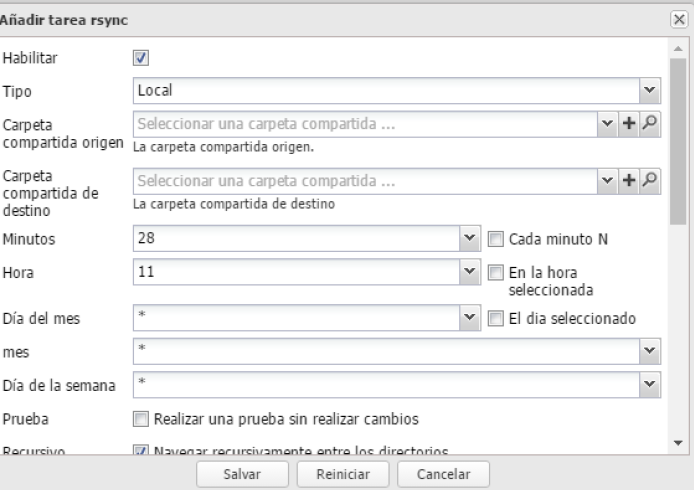 Añadir tarea rsync
Habilitar
Tipo
Local
Carpeta
compartida origen
Seleccionar una carpeta compartida ...
La carpeta compartida origen.
Carpeta
compartida de
destino
Seleccionar una carpeta compartida ...
La carpeta compartida de destino
Minutos
28
Cada minuto N
Hora
11
En la hora
seleccionada
Día del mes
*
El dia seleccionado
mes
*
Día de la semana
*
Prueba
Realizar una prueba sin realizar cambios
Recursivo
Navegar recursivamente entre los directorios
Salvar
Reiniciar
Cancelar